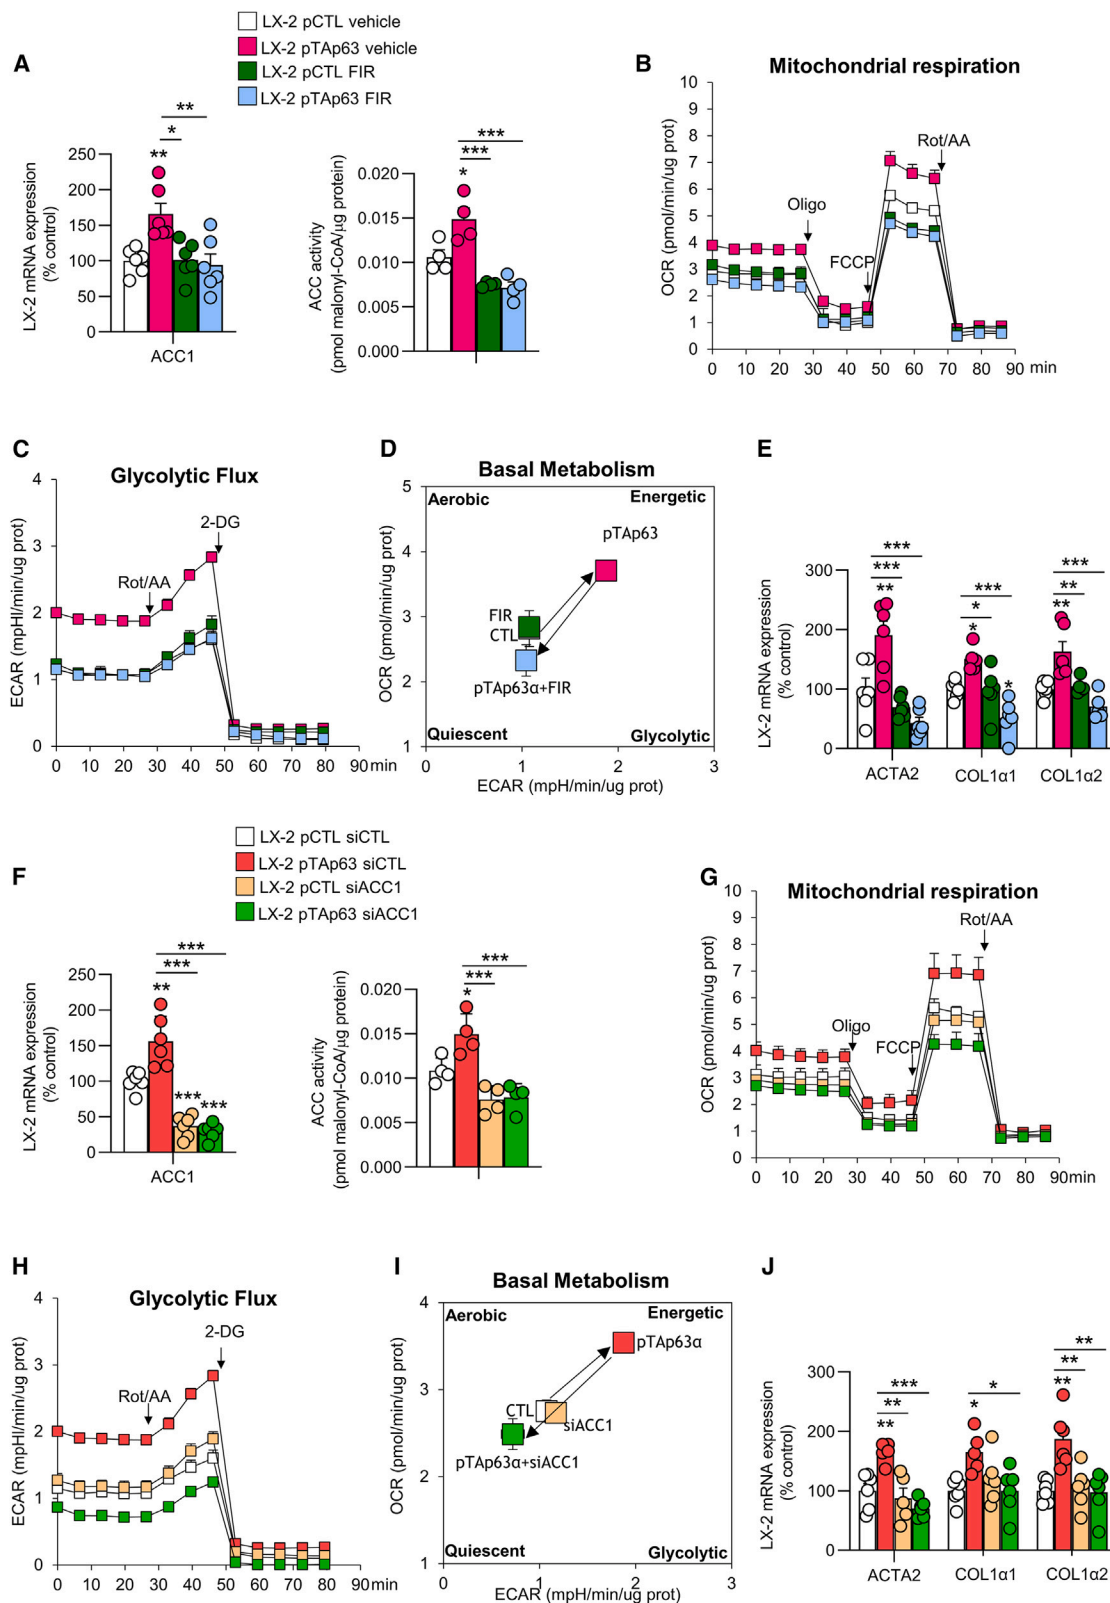 LX-2 pCTL vehicle
LX-2 pTAp63 vehicle
LX-2 pCTL FIR
LX-2 pTAp63 FIR
A
LX-2 mRNA expression
(% control)
250
200
150
100
50
0
**
*
**
ACC1
ACC activity
(pmol malonyl-CoA/µg protein)
0.020
0.015
0.010
0.005
0.000
***
***
*
B
Mitochondrial respiration
OCR (pmol/min/ug prot)
10
9
8
7
6
5
4
3
2
1
0
Oligo
FCCP
Rot/AA
0 10 20 30 40 50 60 70 80 90 min
C
Glycolytic Flux
ECAR (mpHl/min/ug prot)
4
3
2
1
0
Rot/AA
2-DG
0 10 20 30 40 50 60 70 80 90 min
D
Basal Metabolism
OCR (pmol/min/ug prot)
5
4
3
2
1
Aerobic
Energetic
pTAp63
FIR
CTL
pTAp63α+FIR
Quiescent
Glycolytic
0 1 2 3
ECAR (mpH/min/ug prot)
E
LX-2 mRNA expression
(% control)
300
200
100
0
***
***
**
***
*
*
*
***
**
**
ACTA2 COL1α1 COL1α2
LX-2 pCTL siCTL
LX-2 pTAp63 siCTL
LX-2 pCTL siACC1
LX-2 pTAp63 siACC1
F
LX-2 mRNA expression
(% control)
250
200
150
100
50
0
***
***
**
***
***
ACC1
ACC activity
(pmol malonyl-CoA/µg protein)
0.020
0.015
0.010
0.005
0.000
***
***
*
G
Mitochondrial respiration
OCR (pmol/min/ug prot)
10
9
8
7
6
5
4
3
2
1
0
Oligo
FCCP
Rot/AA
0 10 20 30 40 50 60 70 80 90min
H
Glycolytic Flux
ECAR (mpHl/min/ug prot)
4
3
2
1
0
Rot/AA
2-DG
0 10 20 30 40 50 60 70 80 90min
I
Basal Metabolism
OCR (pmol/min/ug prot)
4
3
2
1
Aerobic
Energetic
pTAp63α
CTL
siACC1
pTAp63α+siACC1
Quiescent
Glycolytic
0 1 2 3
ECAR (mpH/min/ug prot)
J
LX-2 mRNA expression
(% control)
300
200
100
0
***
**
**
*
*
**
**
**
ACTA2 COL1α1 COL1α2